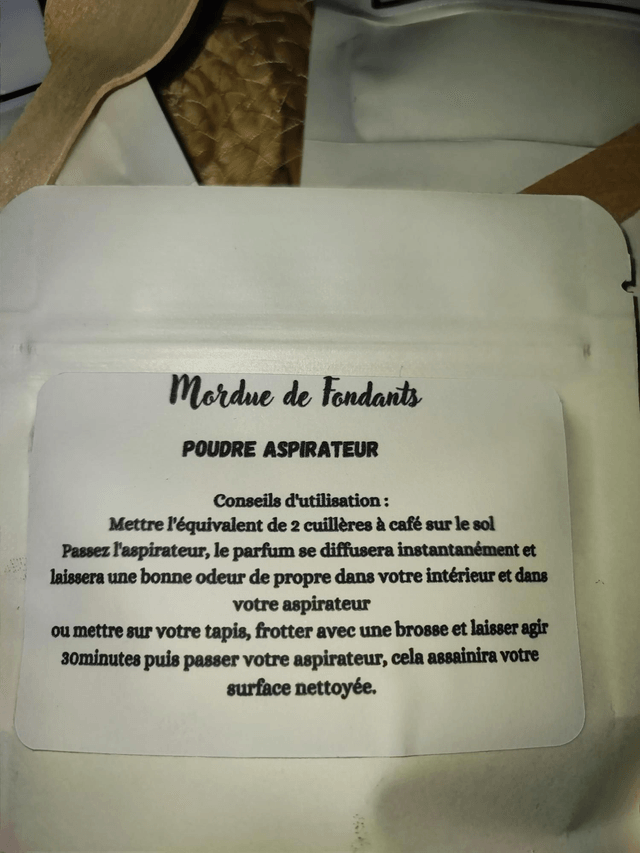 Mordue de Fondants
POUDRE ASPIRATEUR
Conseils d'utilisation :
Mettre l'équivalent de 2 cuillères à café sur le sol
Passez l'aspirateur, le parfum se diffusera instantanément et
laissera une bonne odeur de propre dans votre intérieur et dans
votre aspirateur
ou mettre sur votre tapis, frotter avec une brosse et laisser agir
30minutes puis passer votre aspirateur, cela assainira votre
surface nettoyée.